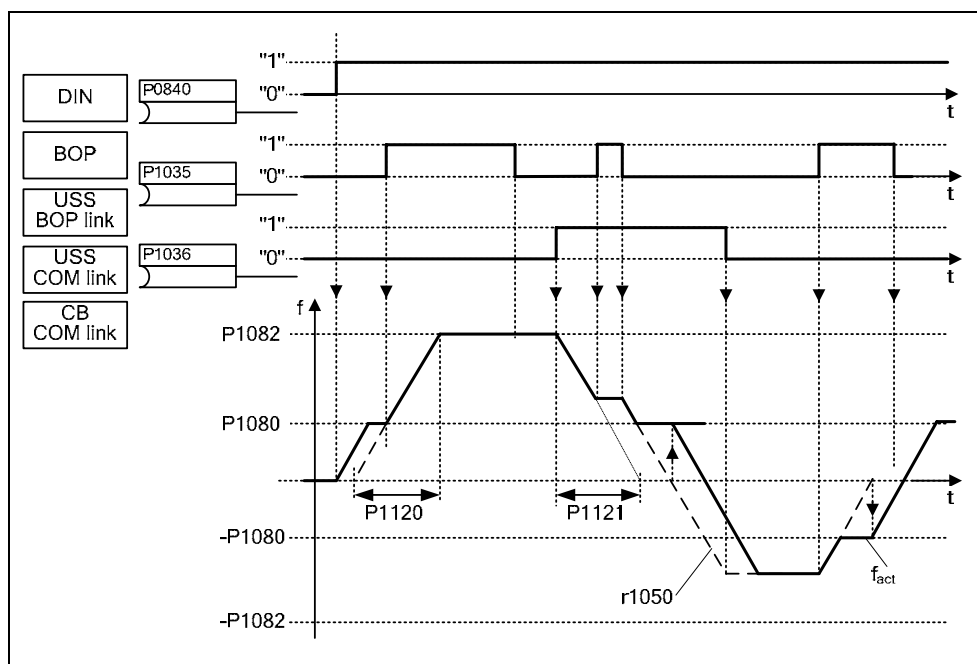 DIN
BOP
USS
BOP link
USS
COM link
CB
COM link
P0840
P1035
P1036
"1"
"0"
t
"1"
"0"
t
"1"
"0"
t
f
P1082
P1080
t
P1120
P1121
-P1080
r1050
fact
-P1082